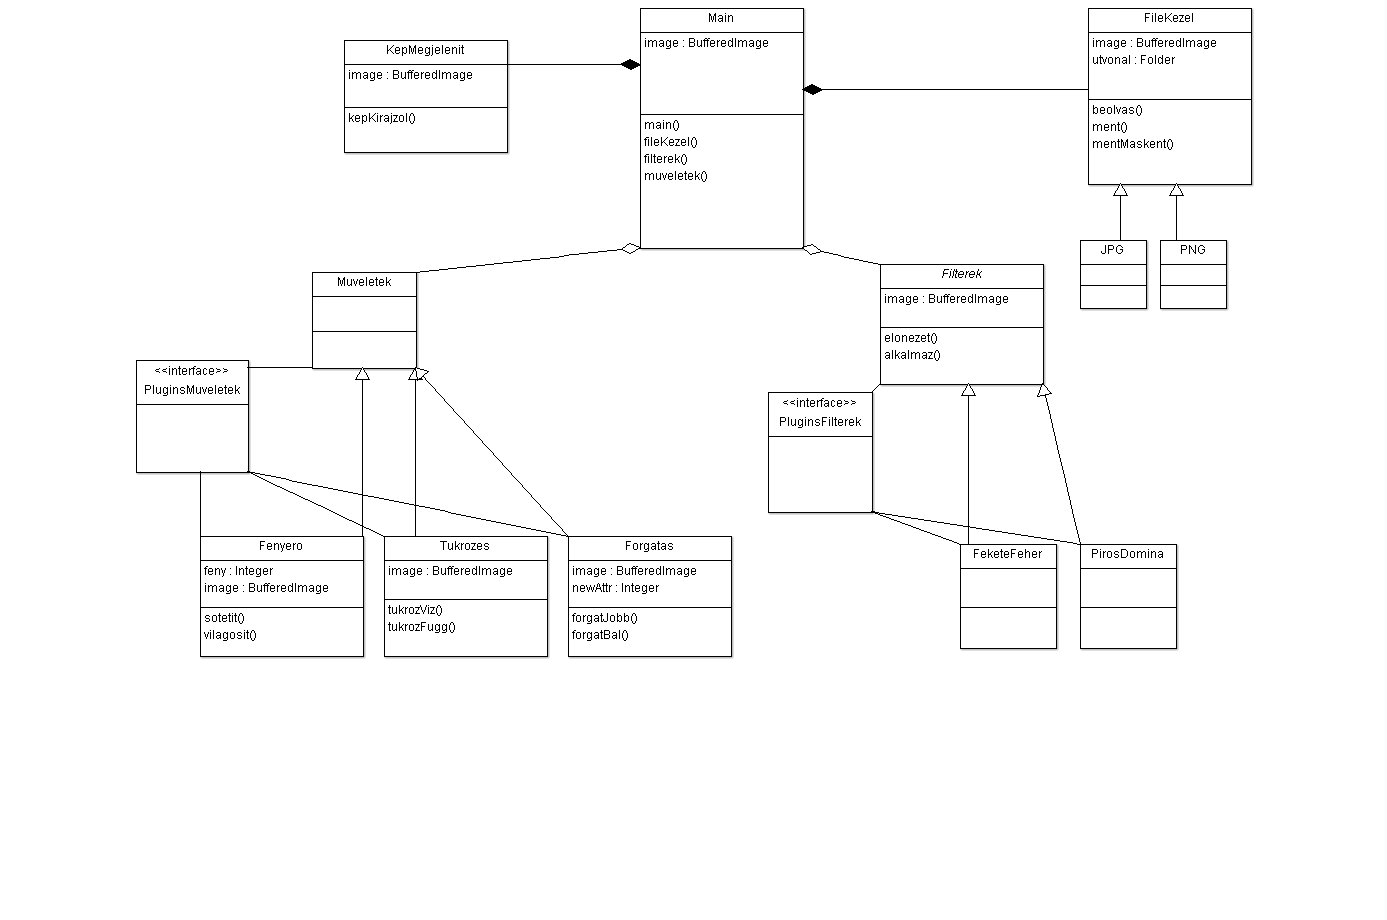 Main
image : BufferedImage
main()
fileKezel()
filterek()
muveletek()
KepMegjelenit
image : BufferedImage
kepKirajzol()
FileKezel
image : BufferedImage
utvonal : Folder
beolvas()
ment()
mentMaskent()
JPG
PNG
Muveletek
Filterek
image : BufferedImage
elonezet()
alkalmaz()
<<interface>>
PluginsMuveletek
<<interface>>
PluginsFilterek
Fenyero
feny : Integer
image : BufferedImage
sotetit()
vilagosit()
Tukrozes
image : BufferedImage
tukrozViz()
tukrozFugg()
Forgatas
image : BufferedImage
newAttr : Integer
forgatJobb()
forgatBal()
FeketeFeher
PirosDomina